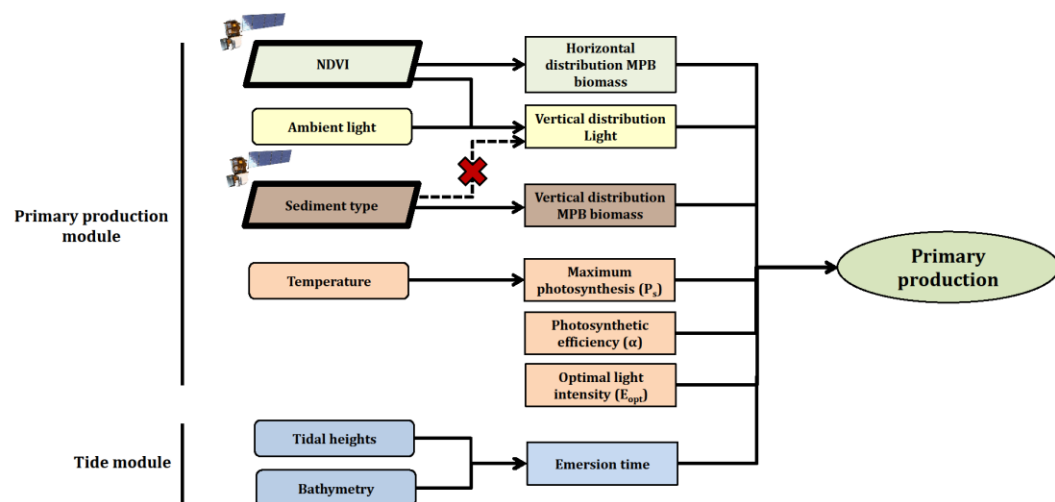 NDVI
Horizontal
distribution MPB
biomass
Ambient light
Vertical distribution
Light
Sediment type
Vertical distribution
MPB biomass
Primary production
module
Temperature
Maximum
photosynthesis (Ps)
Primary
production
Photosynthetic
efficiency (α)
Optimal light
intensity (Eopt)
Tide module
Tidal heights
Emersion time
Bathymetry